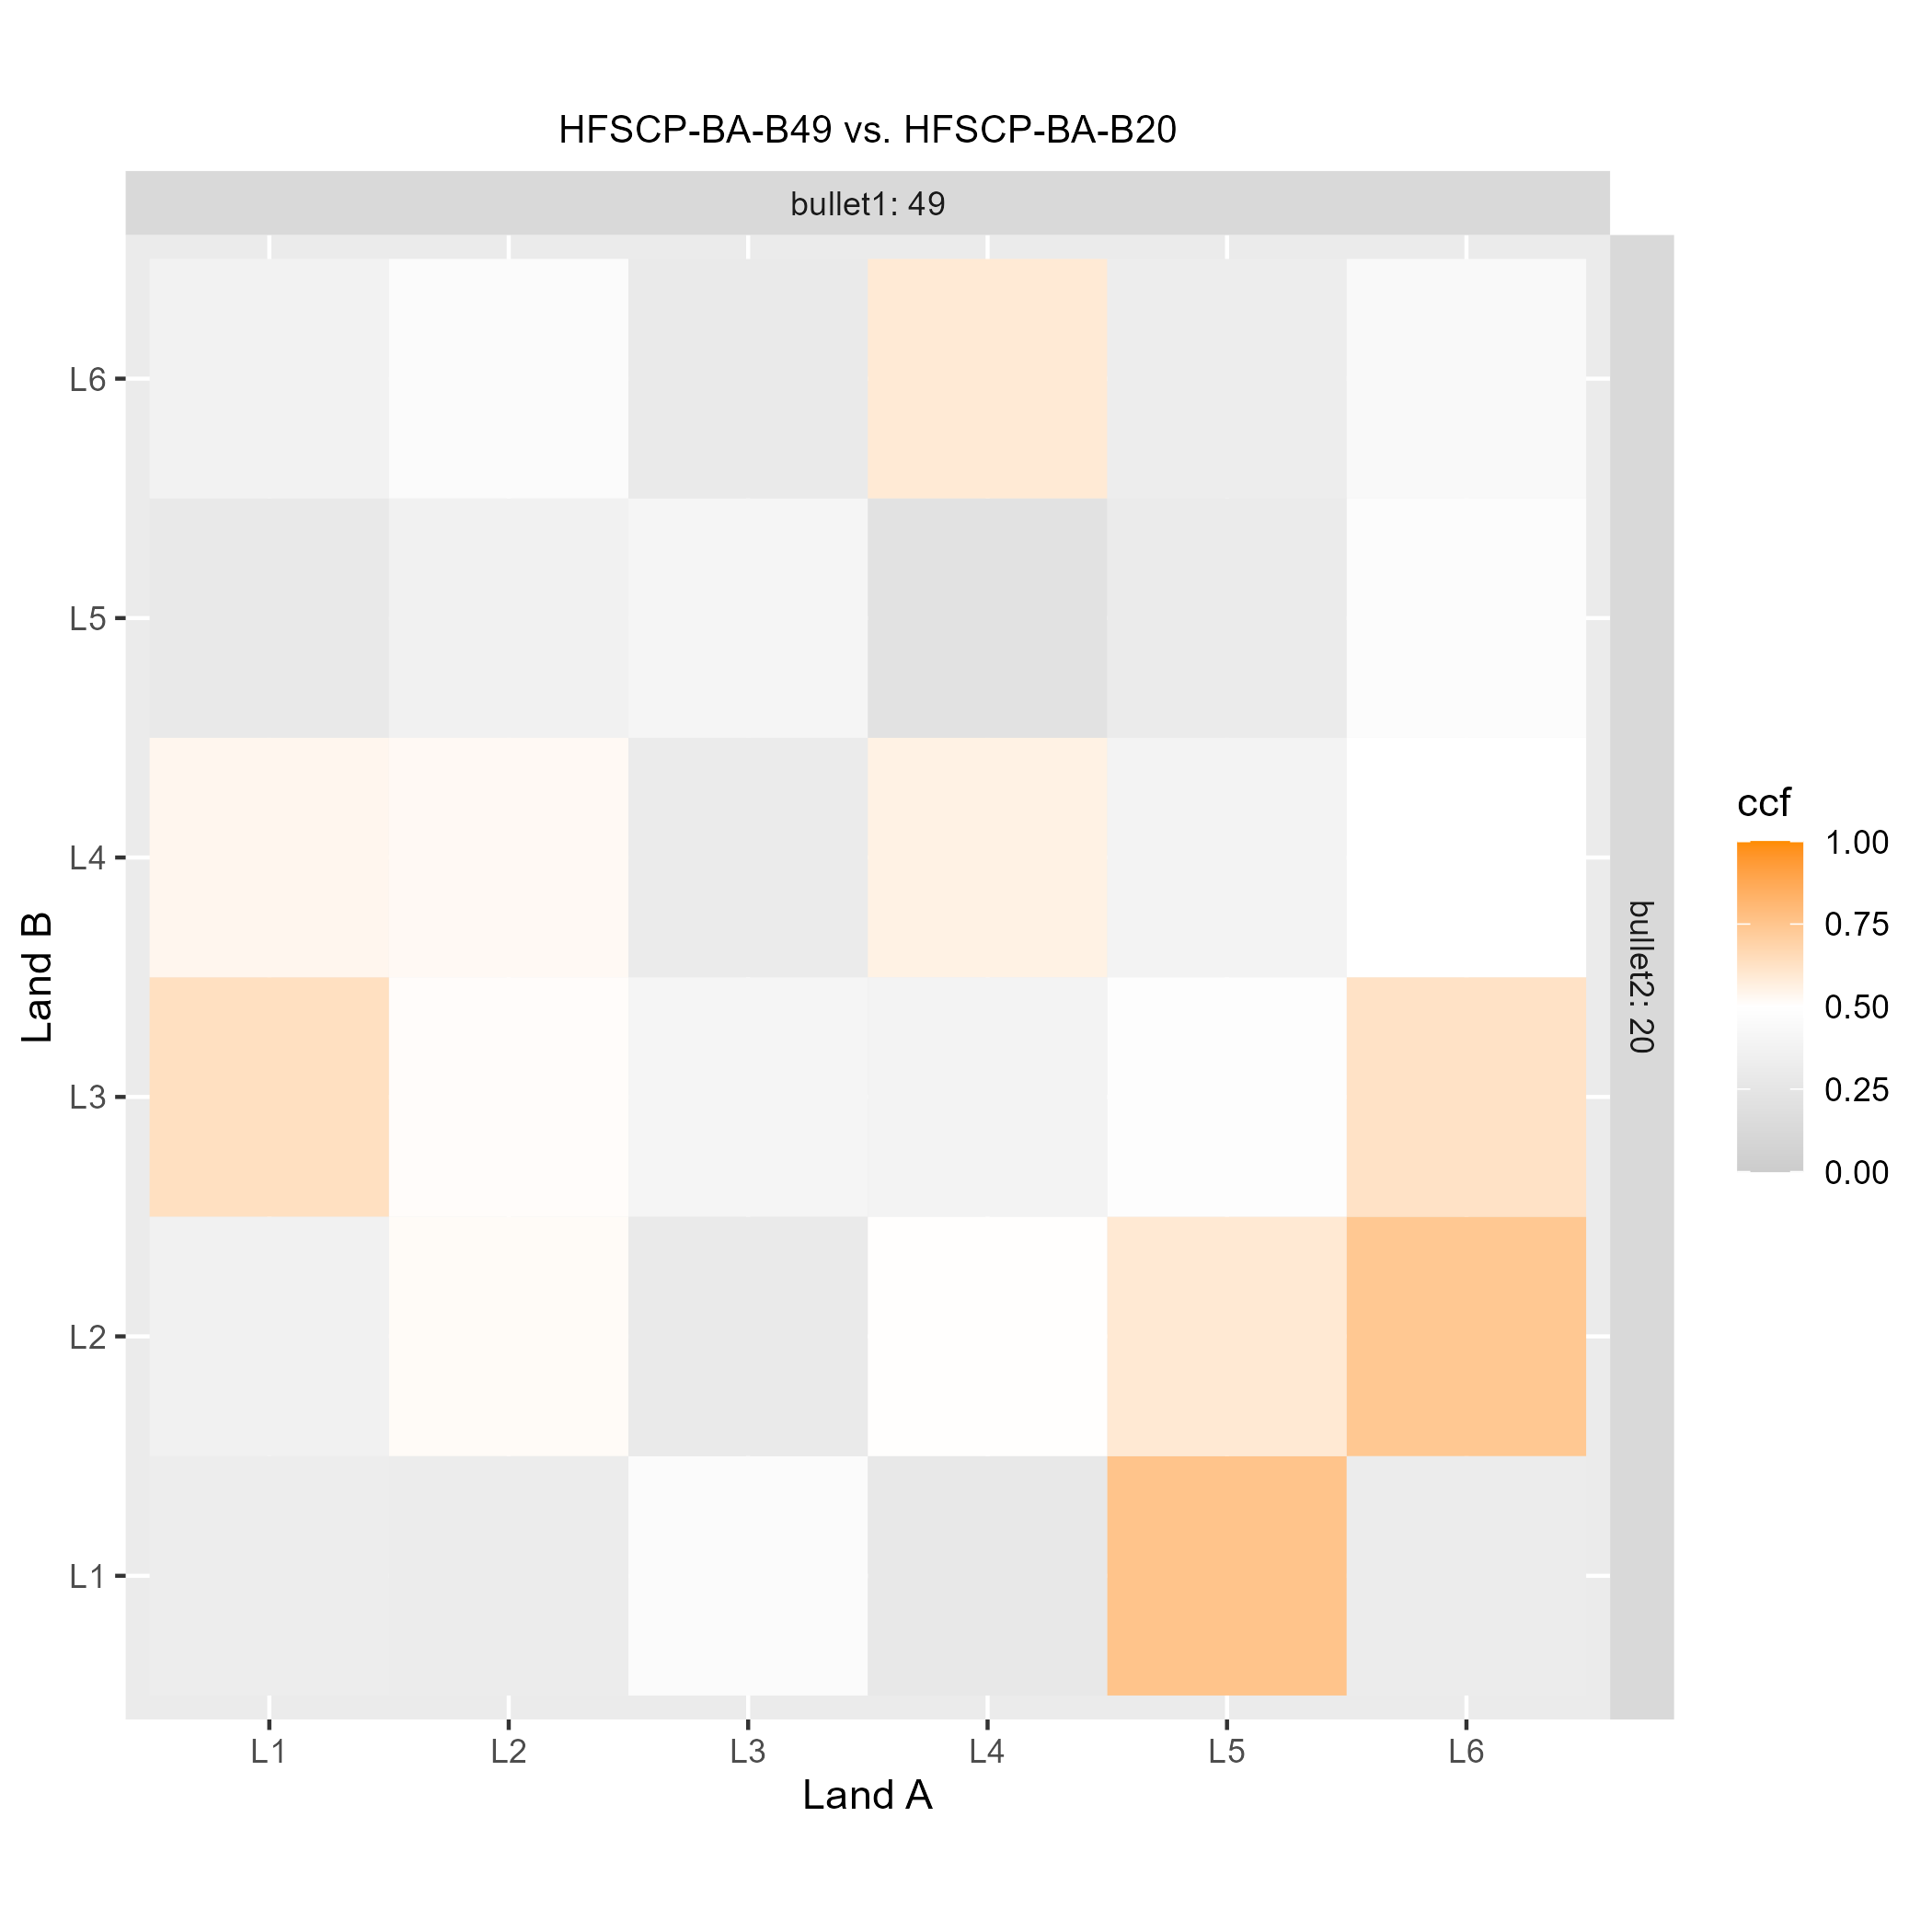 HFSCP-BA-B49 vs. HFSCP-BA-B20
bullet1: 49
L6
L5
L4
L3
L2
L1
Land B
L1 L2 L3 L4 L5 L6
Land A
bullet2: 20
ccf
1.00
0.75
0.50
0.25
0.00